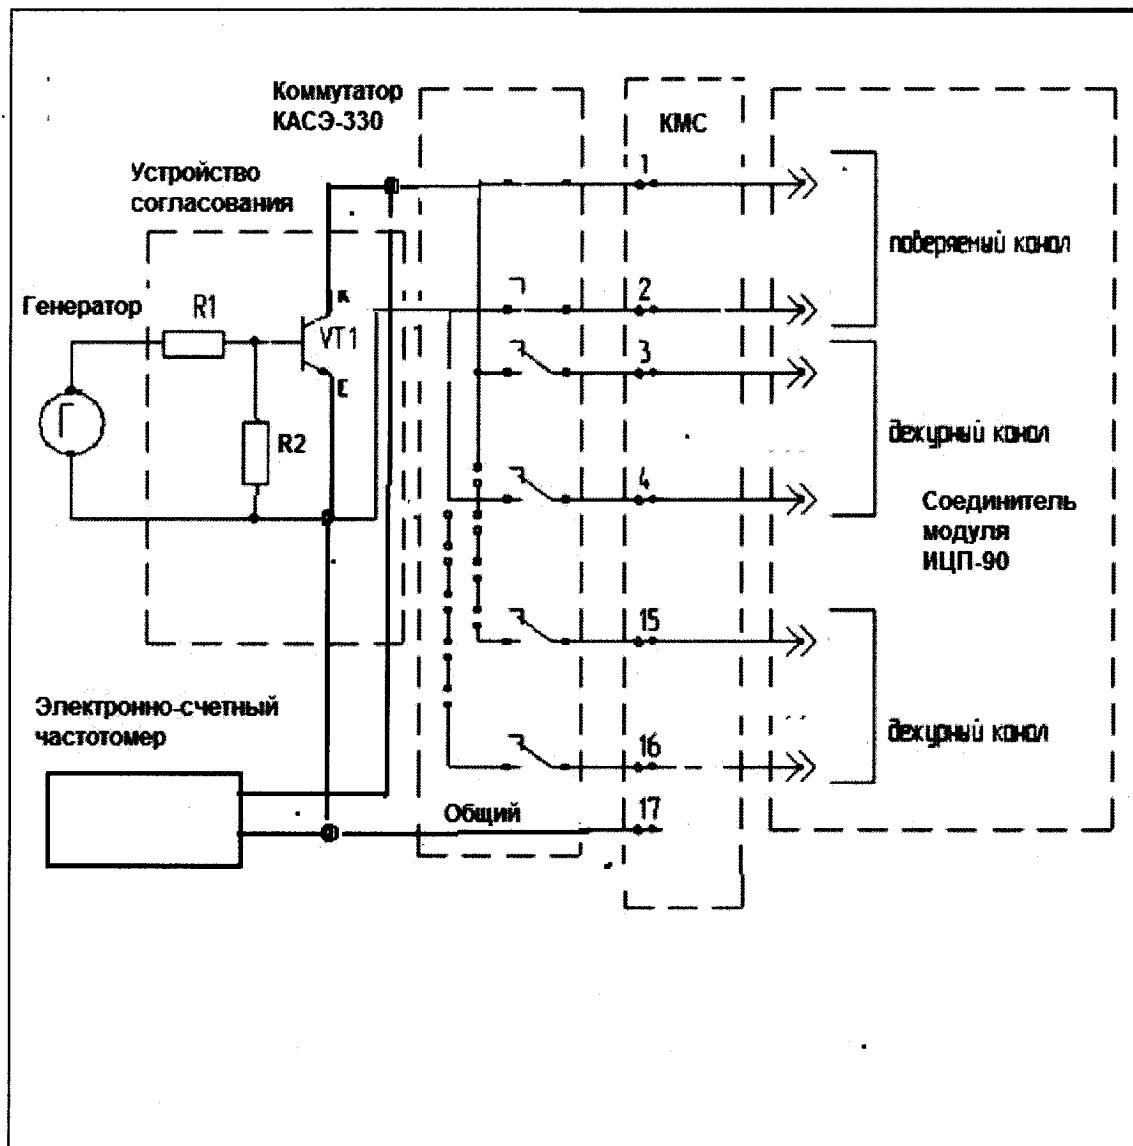 Коммутатор
КАСЭ-330
КМС
Устройство
согласования
Генератор
R1
VT1
к
R2
Г
1
2
3
4
15
16
17
поверяемый канал
дежурный канал
Соединитель
модуля
ИЦП-90
дежурный канал
Электронно-счетный
частотомер
Общий